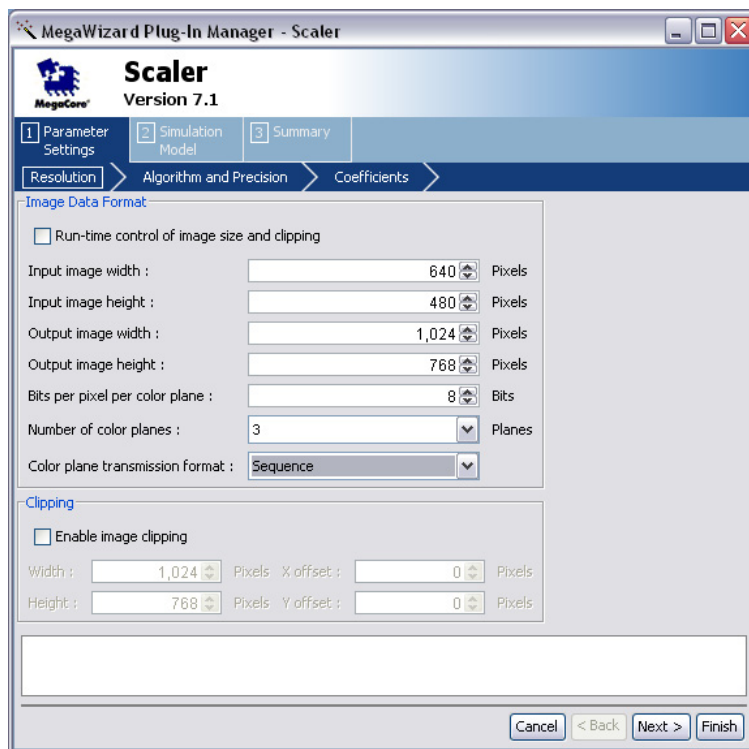 MegaWizard Plug-In Manager - Scaler
MegaCore®
Scaler
Version 7.1
1 Parameter Settings
2 Simulation Model
3 Summary
Resolution
Algorithm and Precision
Coefficients
Image Data Format
Run-time control of image size and clipping
Input image width : 640 Pixels
Input image height : 480 Pixels
Output image width : 1,024 Pixels
Output image height : 768 Pixels
Bits per pixel per color plane : 8 Bits
Number of color planes : 3 Planes
Color plane transmission format : Sequence
Clipping
Enable image clipping
Width : 1,024 Pixels X offset : 0 Pixels
Height : 768 Pixels Y offset : 0 Pixels
Cancel < Back Next > Finish